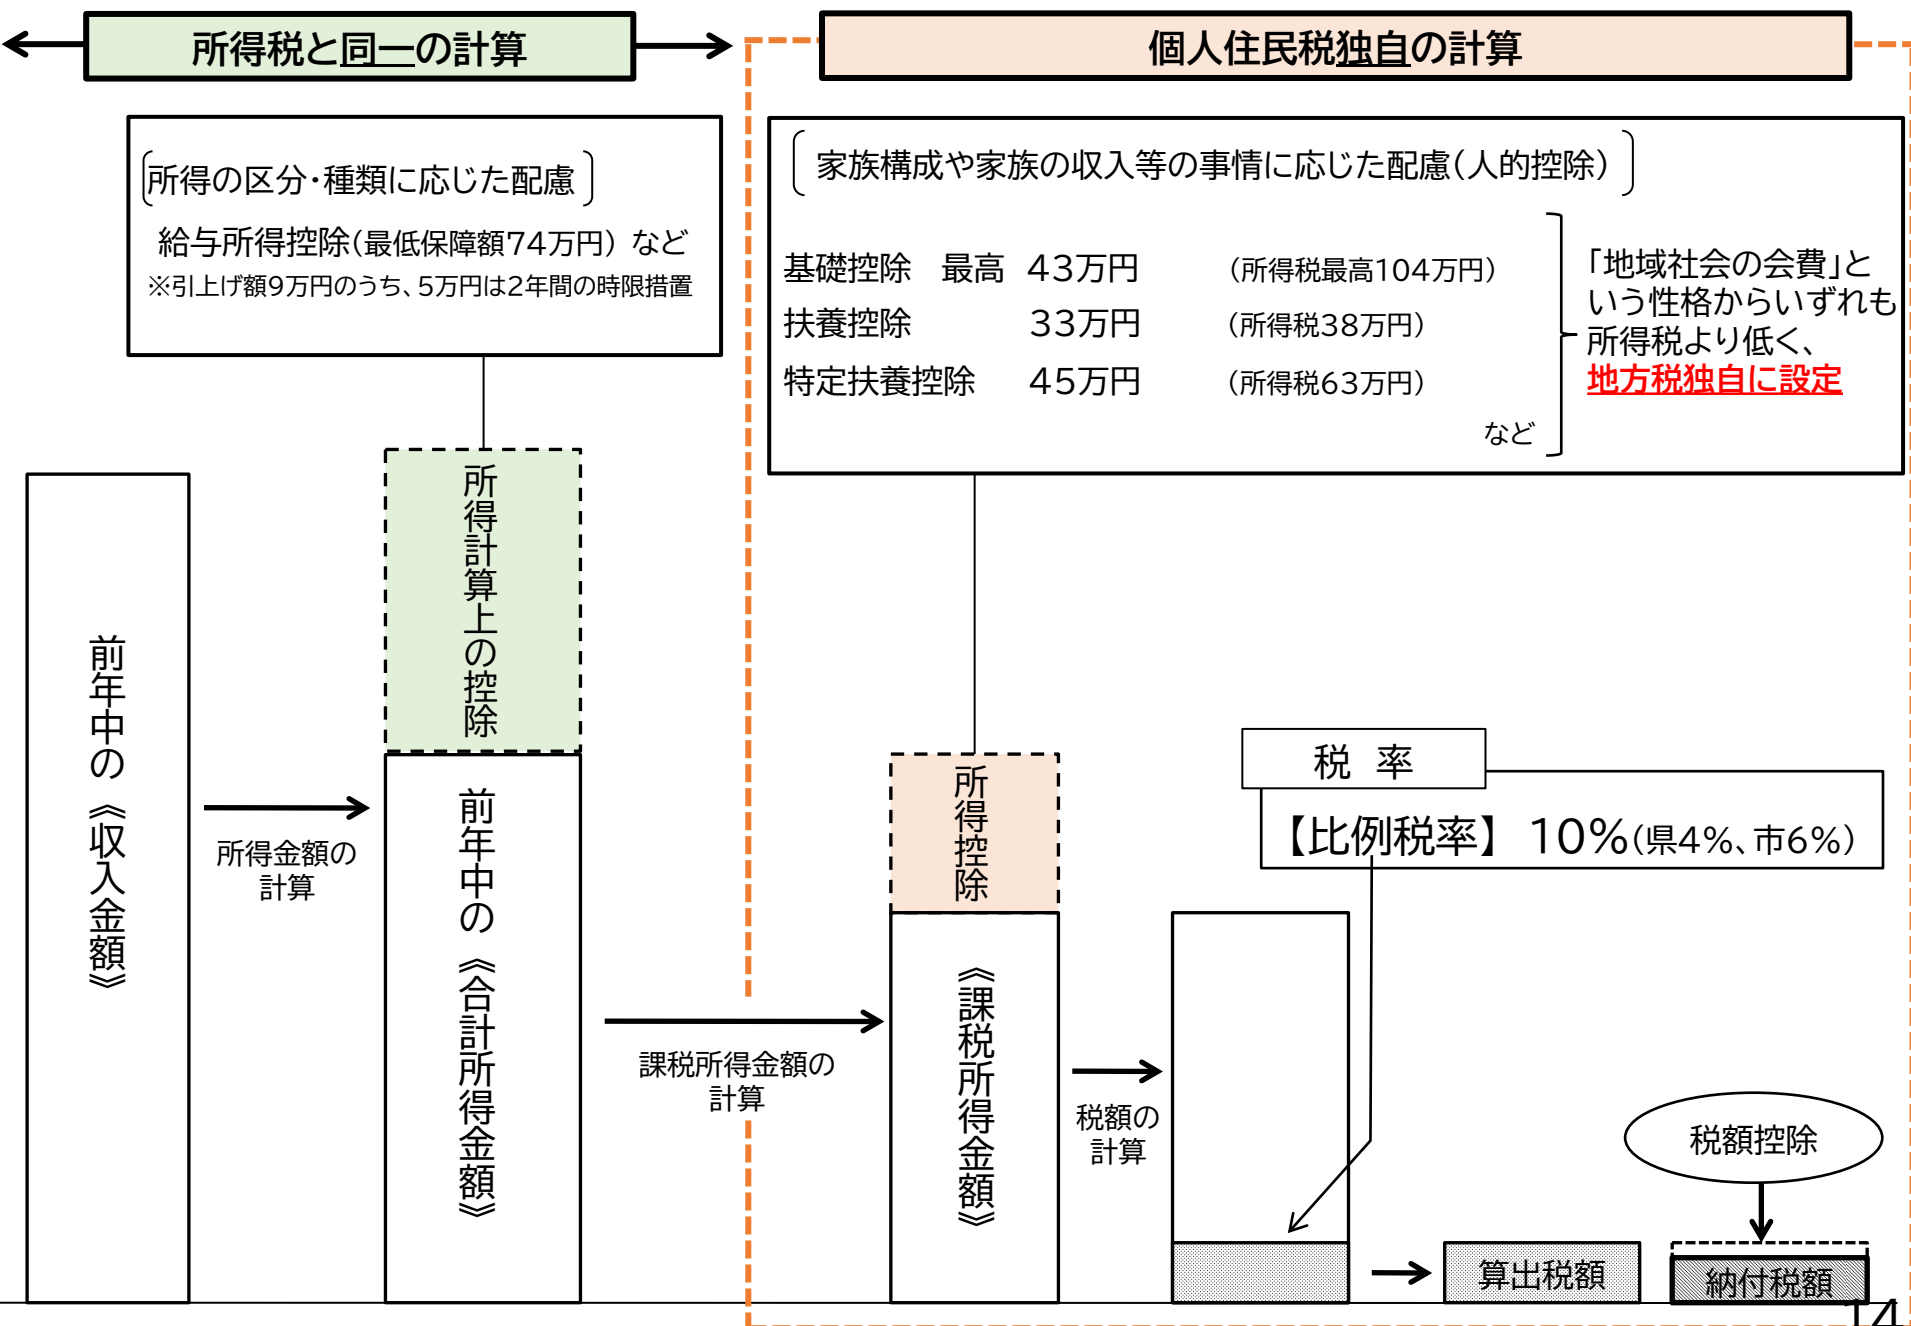 所得税と同一の計算
個人住民税独自の計算
所得の区分・種類に応じた配慮
給与所得控除(最低保障額74万円) など
※引上げ額9万円のうち、5万円は2年間の時限措置
家族構成や家族の収入等の事情に応じた配慮(人的控除)
基礎控除 最高 43万円 (所得税最高104万円)
扶養控除 33万円 (所得税38万円)
特定扶養控除 45万円 (所得税63万円)
など
「地域社会の会費」と
いう性格からいずれも
所得税より低く、
地方税独自に設定
前年中の《収入金額》
所得金額の
計算
所得計算上の控除
前年中の《合計所得金額》
課税所得金額の
計算
所得控除
《課税所得金額》
税額の
計算
税 率
【比例税率】 10%(県4%、市6%)
税額控除
算出税額
納付税額
14